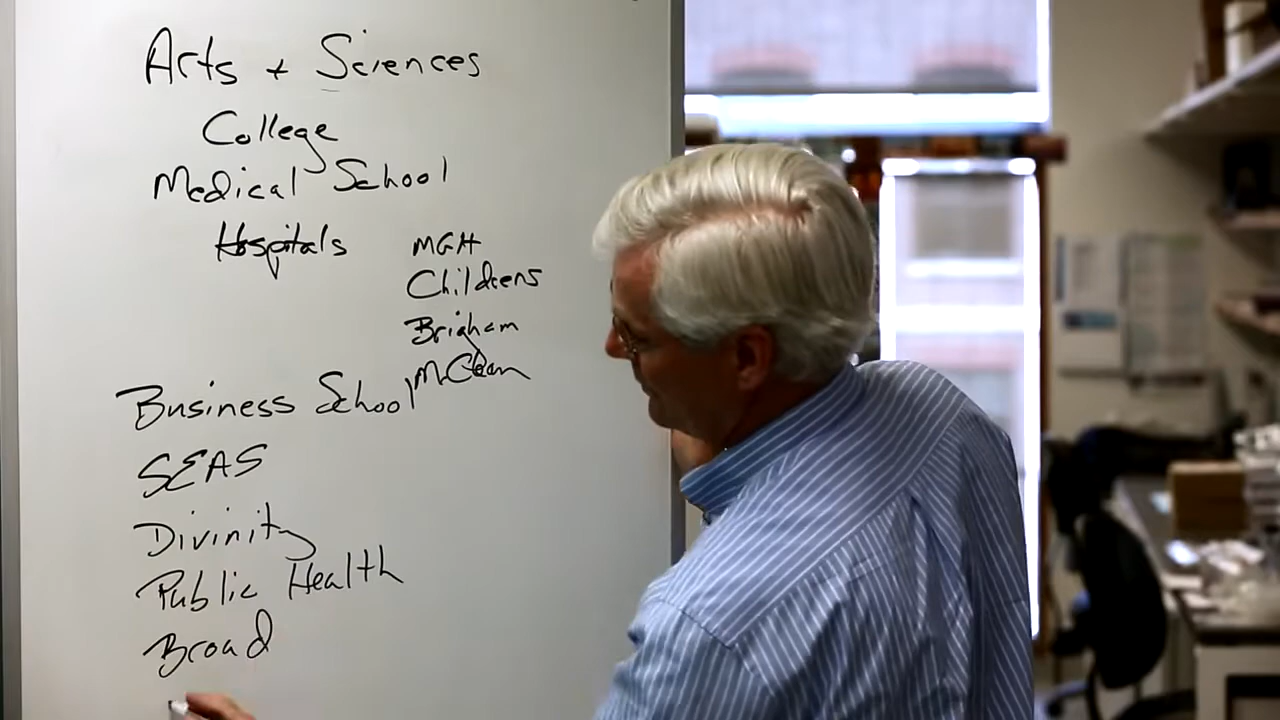 Arts + Sciences
College
Medical School
Hospitals MGH
Childrens
Brigham
McClean
Business School
SEAS
Divinity
Public Health
Broad